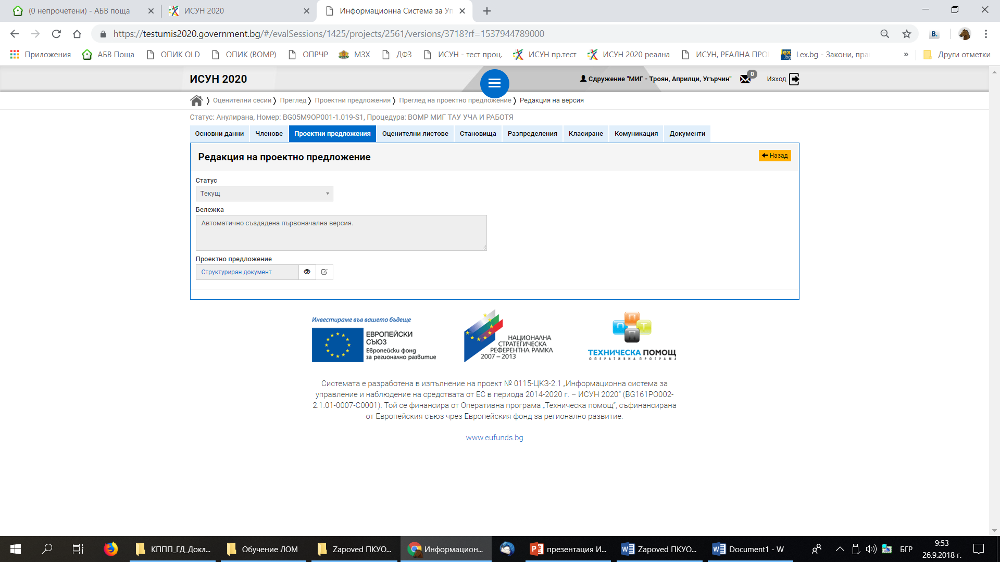 (0 непрочетени) - АБВ поща
ИСУН 2020
Информационна Система за Уп
https://testumis2020.government.bg/#/evalSessions/1425/projects/2561/versions/3718?rf=1537944789000
B.
Приложения
АБВ Поща
ОПИК OLD
ОПИК (ВОМР)
ОПРЧР
МЗХ
ДФЗ
ИСУН - тест проц.
ИСУН пр.тест
ИСУН 2020 реална
ИСУН, РЕАЛНА ПРО
Lex.bg - Закони, пра
»
Други отметки
ИСУН 2020
Сдружение "МИГ - Троян, Априлци, Угърчин"
0
Изход
Оценителни сесии
Преглед
Проектни предложения
Преглед на проектно предложение
Редакция на версия
Статус: Анулирана, Номер: BG05M9OP001-1.019-S1, Процедура: ВОМР МИГ ТАУ УЧА И РАБОТЯ
Основни данни
Членове
Проектни предложения
Оценителни листове
Становища
Разпределения
Класиране
Комуникация
Документи
Редакция на проектно предложение
Назад
Статус
Текущ
Бележка
Автоматично създадена първоначална версия.
Проектно предложение
Структуриран документ
Инвестираме във вашето бъдеще
ЕВРОПЕЙСКИ
СЪЮЗ
Европейски фонд
за регионално развитие
НАЦИОНАЛНА
СТРАТЕГИЧЕСКА
РЕФЕРЕНТНА РАМКА
2007 – 2013
ТЕХНИЧЕСКА ПОМОЩ
ОПЕРАТИВНА ПРОГРАМА
Системата е разработена в изпълнение на проект № 0115-ЦКЗ-2.1 „Информационна система за
управление и наблюдение на средствата от ЕС в периода 2014-2020 г. – ИСУН 2020“ (BG161PO002-
2.1.01-0007-C0001). Той се финансира от Оперативна програма „Техническа помощ“, съфинансирана
от Европейския съюз чрез Европейския фонд за регионално развитие.
www.eufunds.bg
КППП_ГД_Докл...
Обучение ЛОМ
Zapoved ПКУО...
Информацион...
презентация И...
Zapoved ПКУО...
Document1 - W
БГР
9:53
26.9.2018 г.